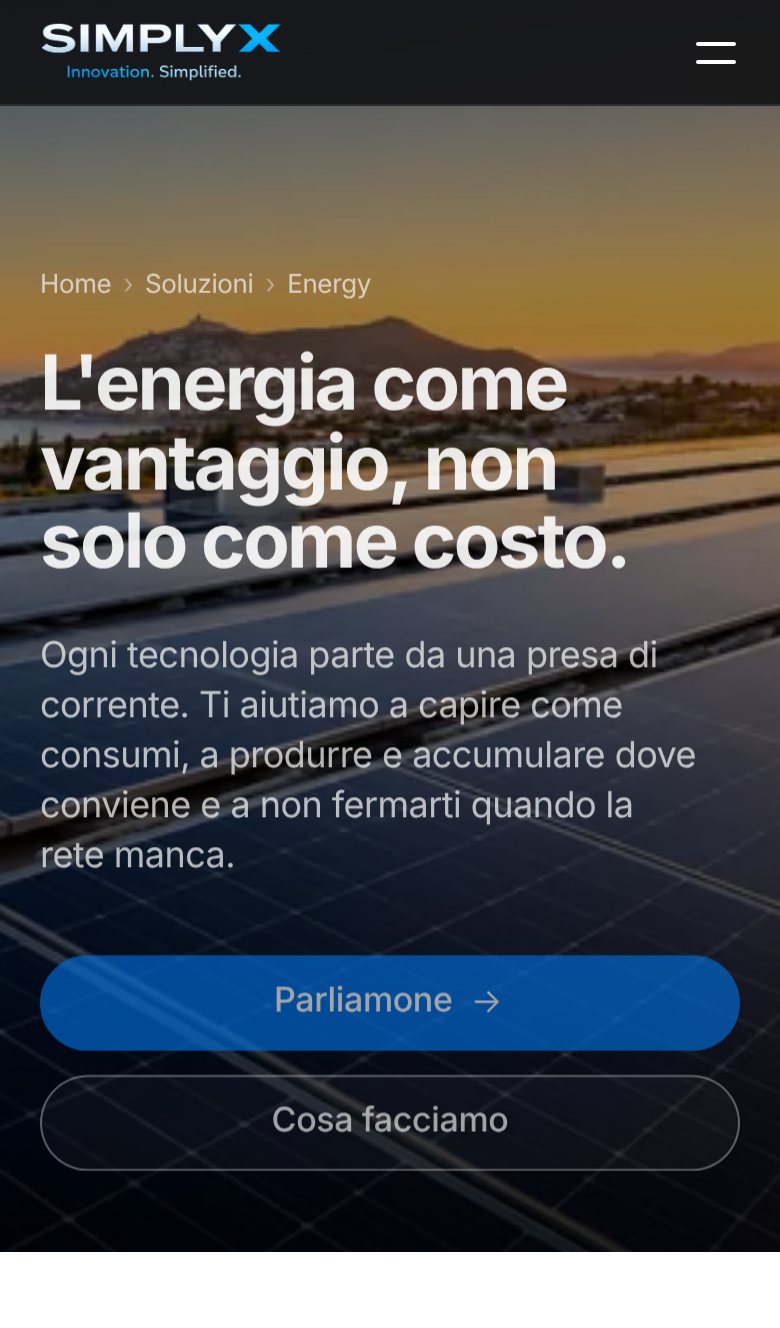 SIMPLYX
Innovation. Simplified.
Home › Soluzioni › Energy
L'energia come
vantaggio, non
solo come costo.
Ogni tecnologia parte da una presa di
corrente. Ti aiutiamo a capire come
consumi, a produrre e accumulare dove
conviene e a non fermarti quando la
rete manca.
Parliamone →
Cosa facciamo